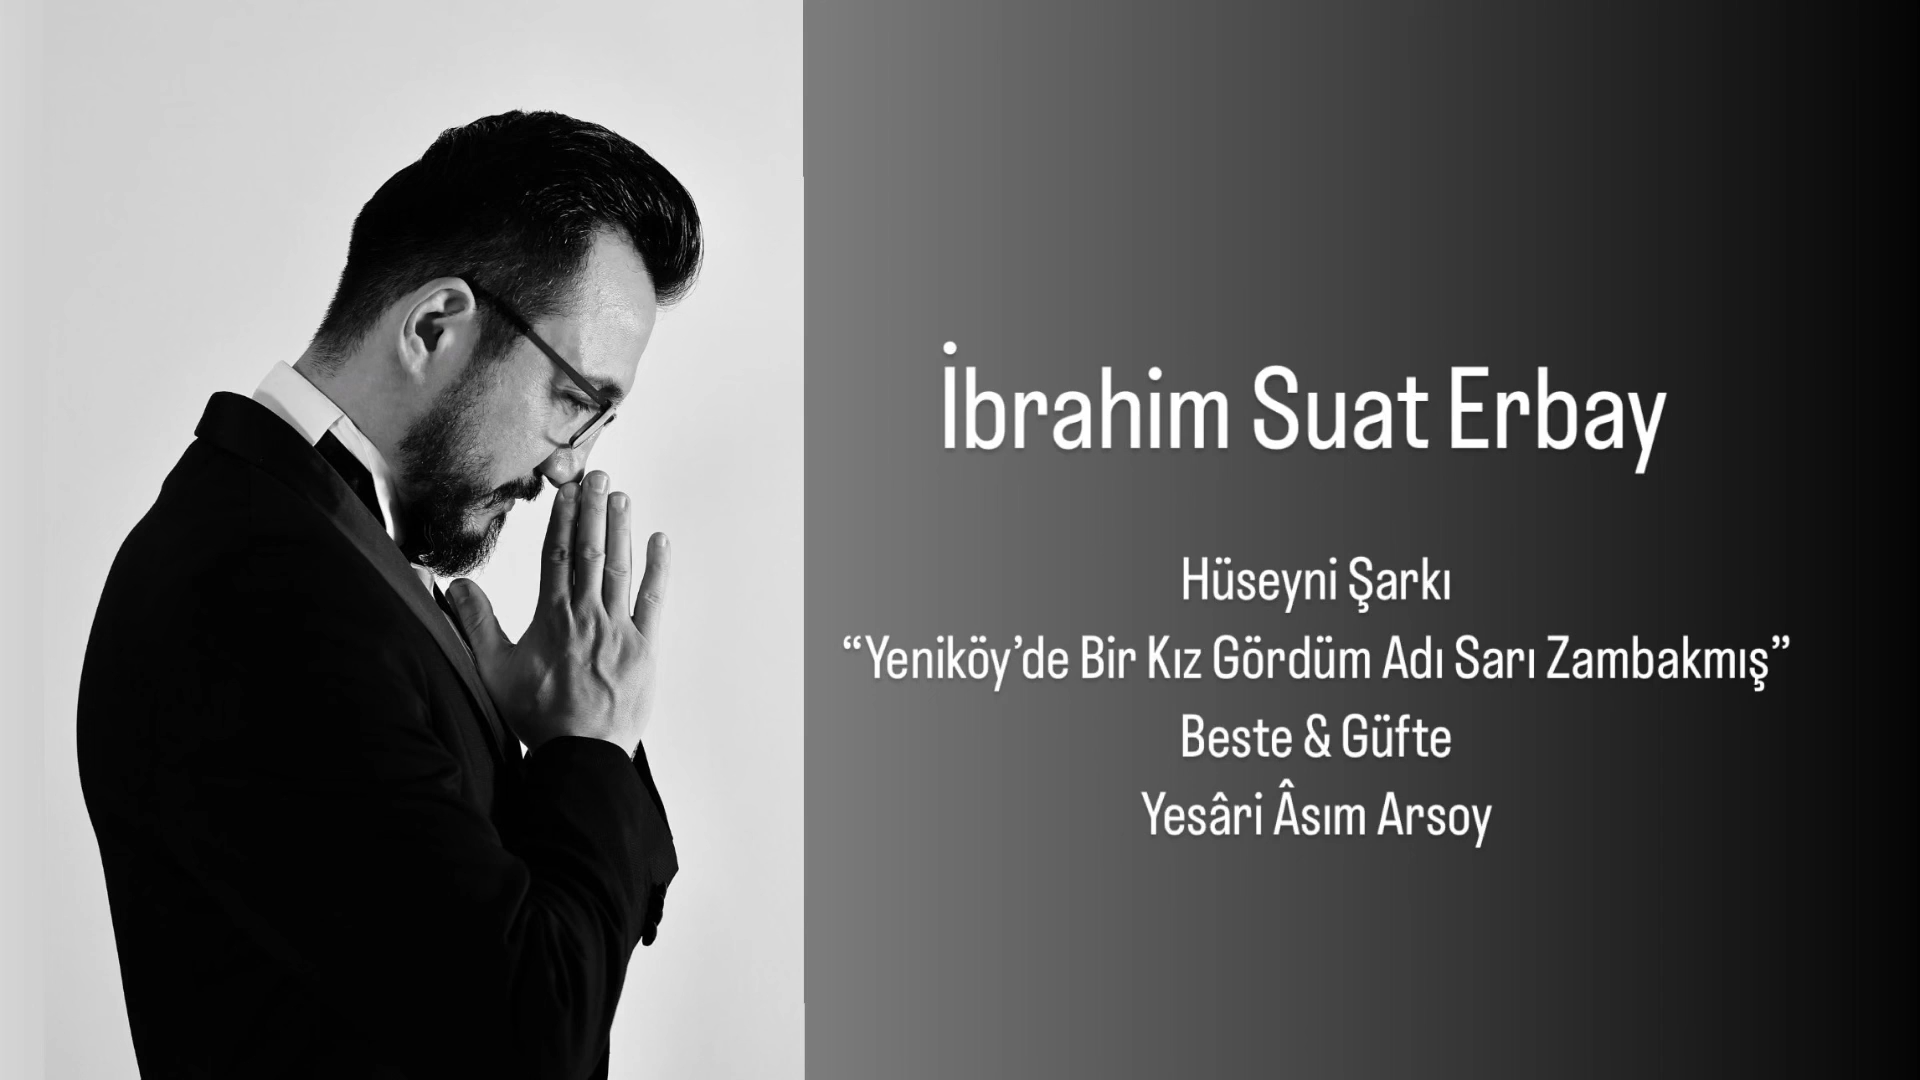 İbrahim Suat Erbay
Hüseyni Şarkı
“Yeniköy’de Bir Kız Gördüm Adı Sarı Zambakmış”
Beste & Güfte
Yesâri Âsım Arsoy